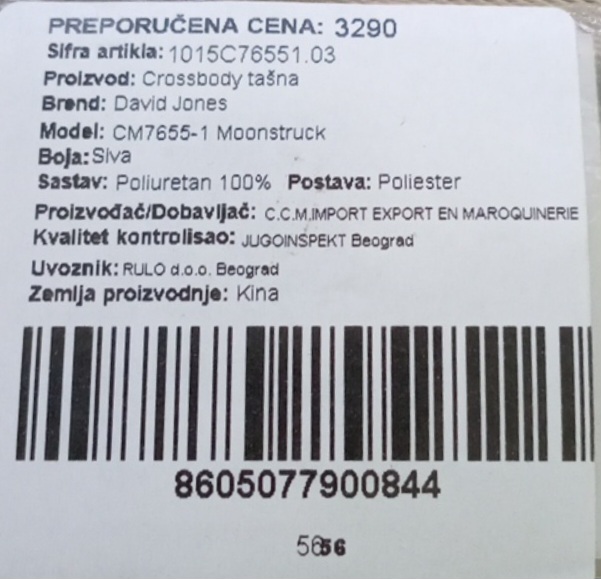 PREPORUČENA CENA: 3290
Sifra artikla: 1015C76551.03
Proizvod: Crossbody tašna
Brend: David Jones
Model: CM7655-1 Moonstruck
Boja: Siva
Sastav: Poliuretan 100% Postava: Poliester
Proizvođač/Dobavljač: C.C.M.IMPORT EXPORT EN MAROQUINERIE
Kvalitet kontrolisao: JUGOINSPEKT Beograd
Uvoznik: RULO d.o.o. Beograd
Zemlja proizvodnje: Kina
8605077900844